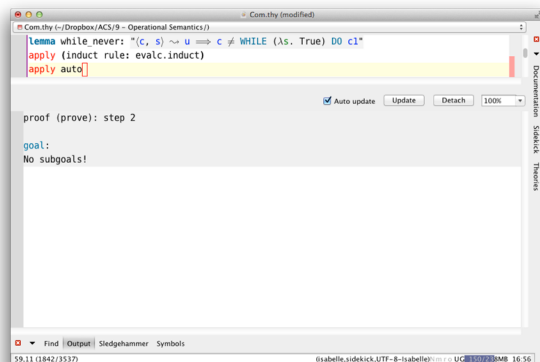 Com.thy (modified)
Com.thy (~/Dropbox/ACS/9 – Operational Semantics/)
lemma while_never: "⟨c, s⟩ ⇝ u ⟹ c ≠ WHILE (λs. True) DO c1"
apply (induct rule: evalc.induct)
apply auto
Auto update Update Detach 100%
proof (prove): step 2
goal:
No subgoals!
Documentation
Sidekick
Theories
Find Output Sledgehammer Symbols
59,11 (1842/3537) (isabelle,sidekick,UTF-8-Isabelle) UG 16:56